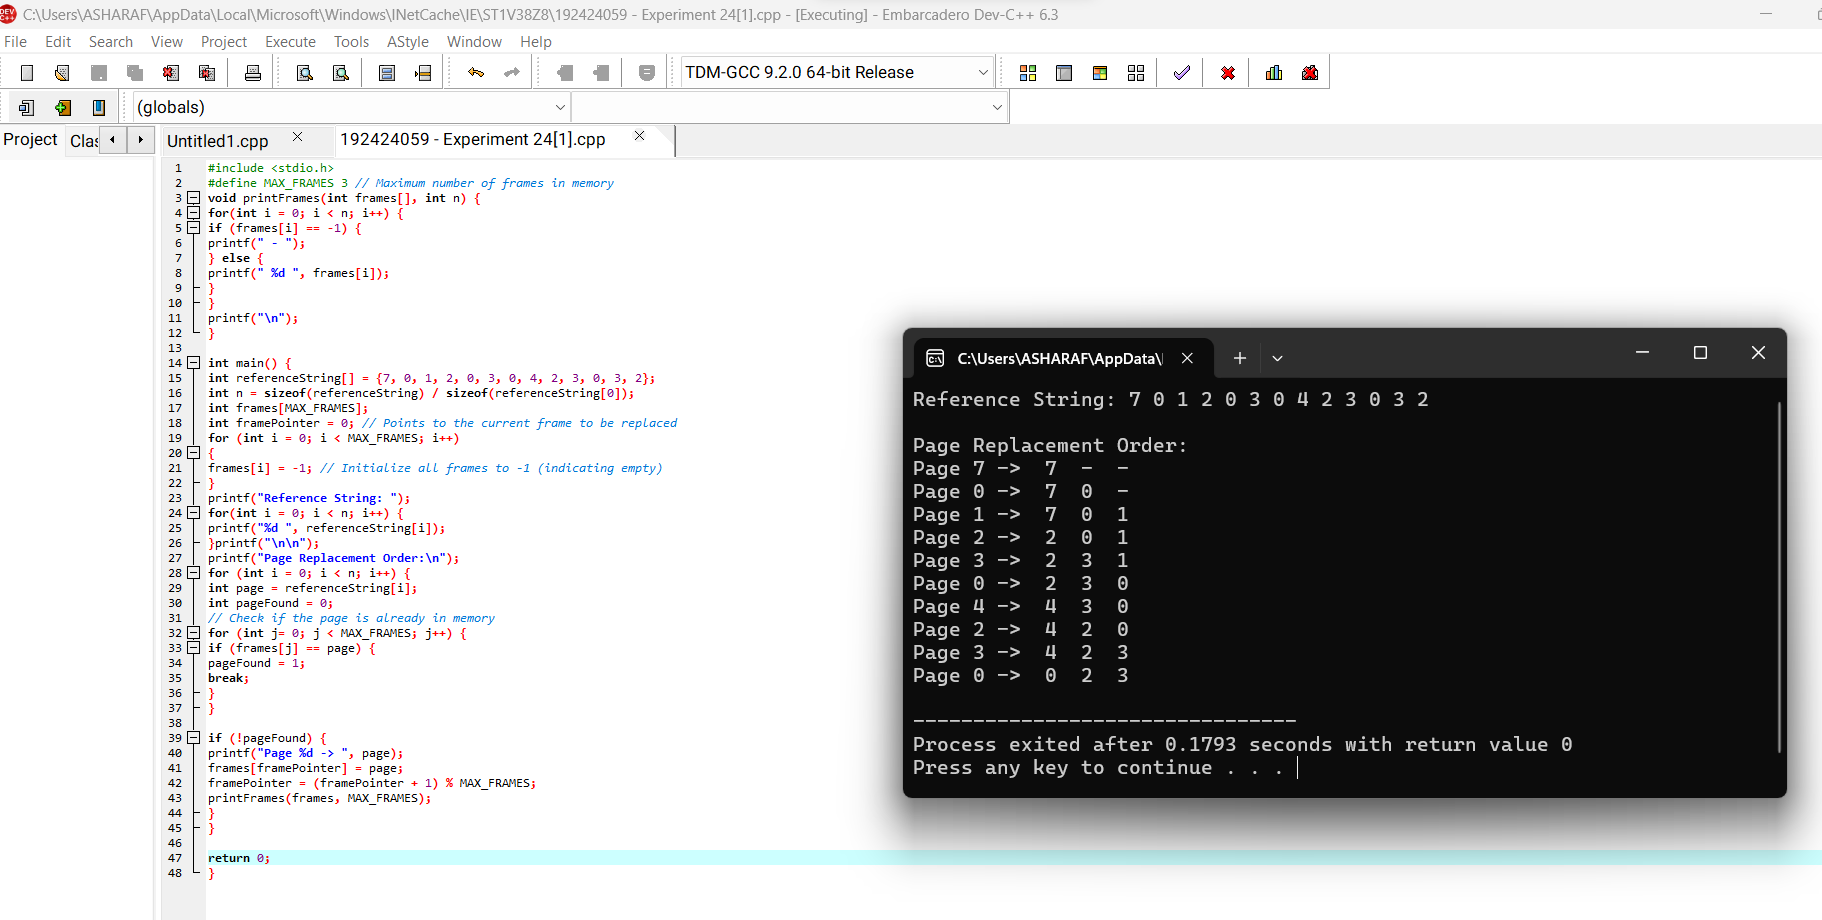 C:\Users\ASHARAF\AppData\Local\Microsoft\Windows\INetCache\IE\ST1V38Z8\192424059 - Experiment 24[1].cpp - [Executing] - Embarcadero Dev-C++ 6.3
File Edit Search View Project Execute Tools AStyle Window Help
TDM-GCC 9.2.0 64-bit Release
(globals)
Project Clas Untitled1.cpp 192424059 - Experiment 24[1].cpp
1 #include <stdio.h>
2 #define MAX_FRAMES 3 // Maximum number of frames in memory
3 void printFrames(int frames[], int n) {
4 for(int i = 0; i < n; i++) {
5 if (frames[i] == -1) {
6 printf(" - ");
7 } else {
8 printf(" %d ", frames[i]);
9 }
10 }
11 printf("\n");
12 }
13
14 int main() {
15 int referenceString[] = {7, 0, 1, 2, 0, 3, 0, 4, 2, 3, 0, 3, 2};
16 int n = sizeof(referenceString) / sizeof(referenceString[0]);
17 int frames[MAX_FRAMES];
18 int framePointer = 0; // Points to the current frame to be replaced
19 for (int i = 0; i < MAX_FRAMES; i++)
20 {
21 frames[i] = -1; // Initialize all frames to -1 (indicating empty)
22 }
23 printf("Reference String: ");
24 for(int i = 0; i < n; i++) {
25 printf("%d ", referenceString[i]);
26 }printf("\n\n");
27 printf("Page Replacement Order:\n");
28 for (int i = 0; i < n; i++) {
29 int page = referenceString[i];
30 int pageFound = 0;
31 // Check if the page is already in memory
32 for (int j= 0; j < MAX_FRAMES; j++) {
33 if (frames[j] == page) {
34 pageFound = 1;
35 break;
36 }
37 }
38
39 if (!pageFound) {
40 printf("Page %d -> ", page);
41 frames[framePointer] = page;
42 framePointer = (framePointer + 1) % MAX_FRAMES;
43 printFrames(frames, MAX_FRAMES);
44 }
45 }
46
47 return 0;
48 }
C:\Users\ASHARAF\AppData\
Reference String: 7 0 1 2 0 3 0 4 2 3 0 3 2
Page Replacement Order:
Page 7 -> 7 - -
Page 0 -> 7 0 -
Page 1 -> 7 0 1
Page 2 -> 2 0 1
Page 3 -> 2 3 1
Page 0 -> 2 3 0
Page 4 -> 4 3 0
Page 2 -> 4 2 0
Page 3 -> 4 2 3
Page 0 -> 0 2 3
--------------------------------
Process exited after 0.1793 seconds with return value 0
Press any key to continue . . .